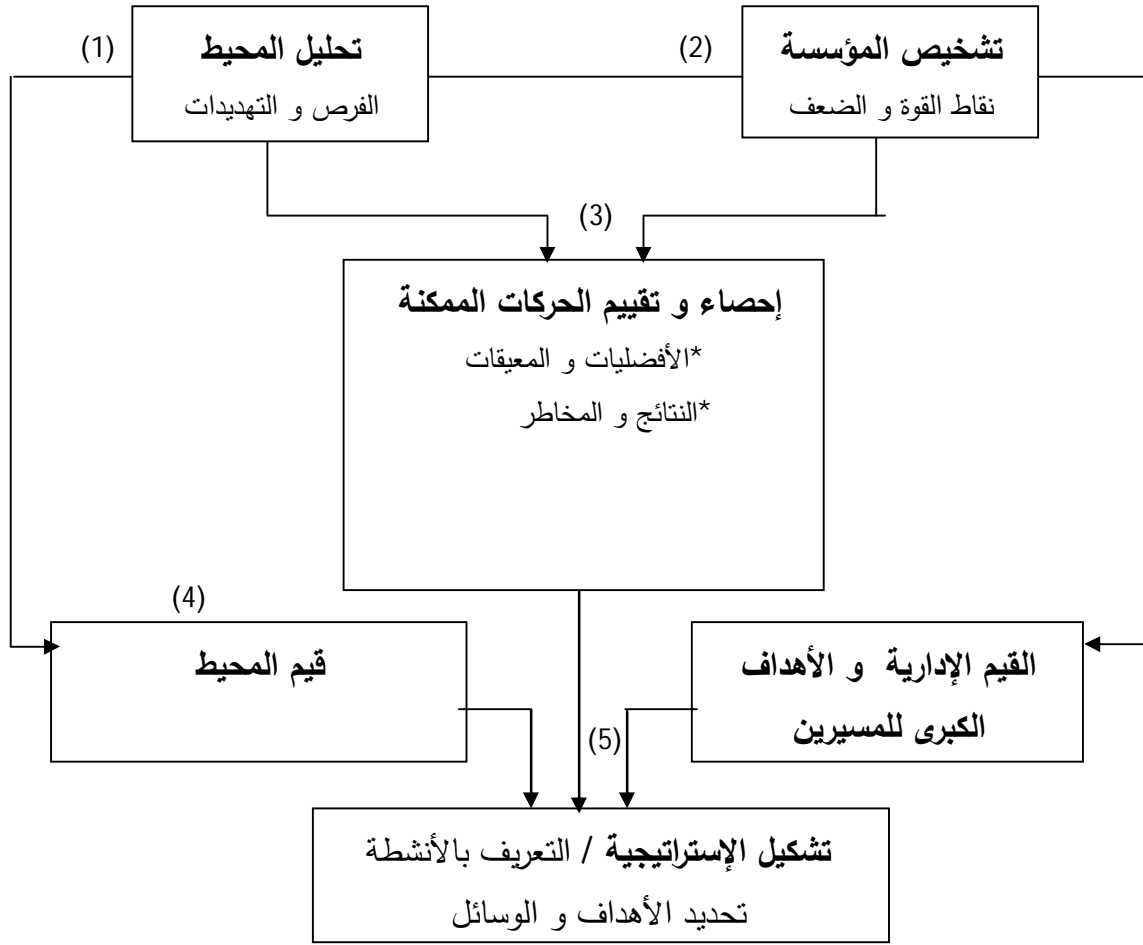 (1)
تحليل المحيط
الفرص و التهديدات
(2)
تشخيص المؤسسة
نقاط القوة و الضعف
(3)
إحصاء و تقييم الحركات الممكنة
*الأفضليات و المعيقات
*النتائج و المخاطر
(4)
قيم المحيط
القيم الإدارية و الأهداف
الكبرى للمسيرين
(5)
تشكيل الإستراتيجية / التعريف بالأنشطة
تحديد الأهداف و الوسائل